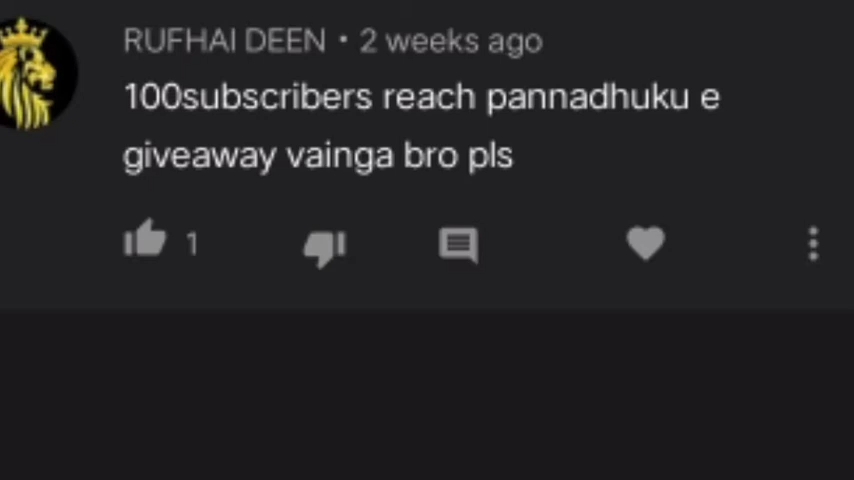 RUFHAI DEEN • 2 weeks ago
100subscribers reach pannadhuku e
giveaway vainga bro pls
1